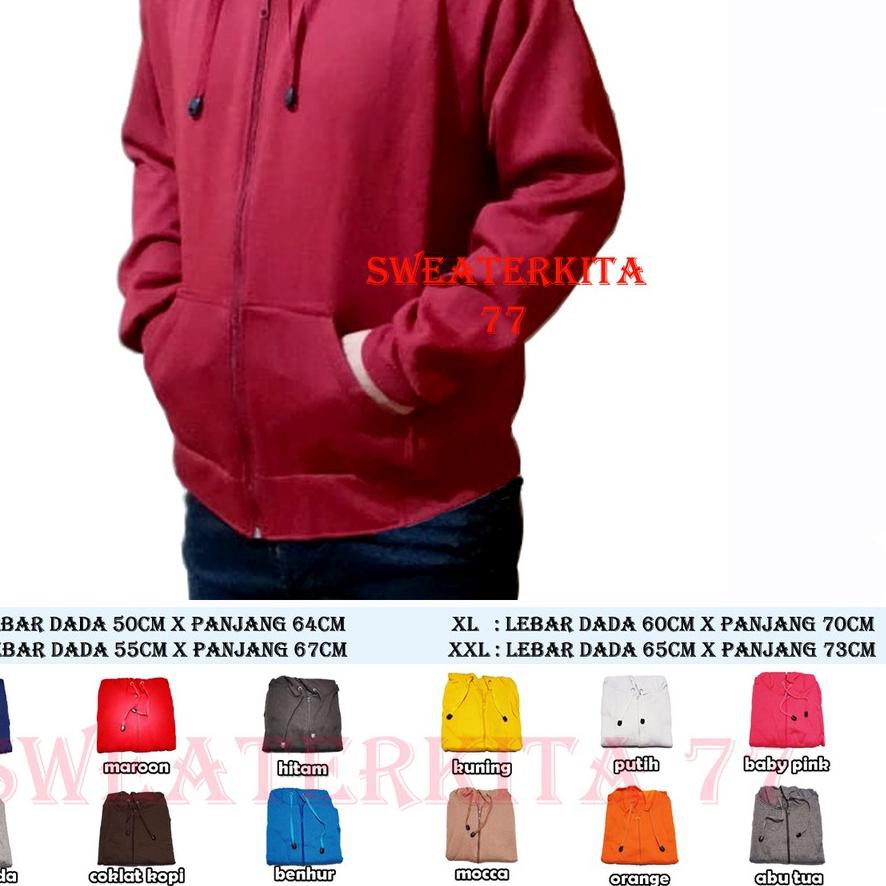 SWEATERKITA
77
BAR DADA 50CM X PANJANG 64CM XL : LEBAR DADA 60CM X PANJANG 70CM
BAR DADA 55CM X PANJANG 67CM XXL : LEBAR DADA 65CM X PANJANG 73CM
SWEATERKITA 77
maroon hitam kuning putih baby pink
da coklat kopi benhur mocca orange abu tua